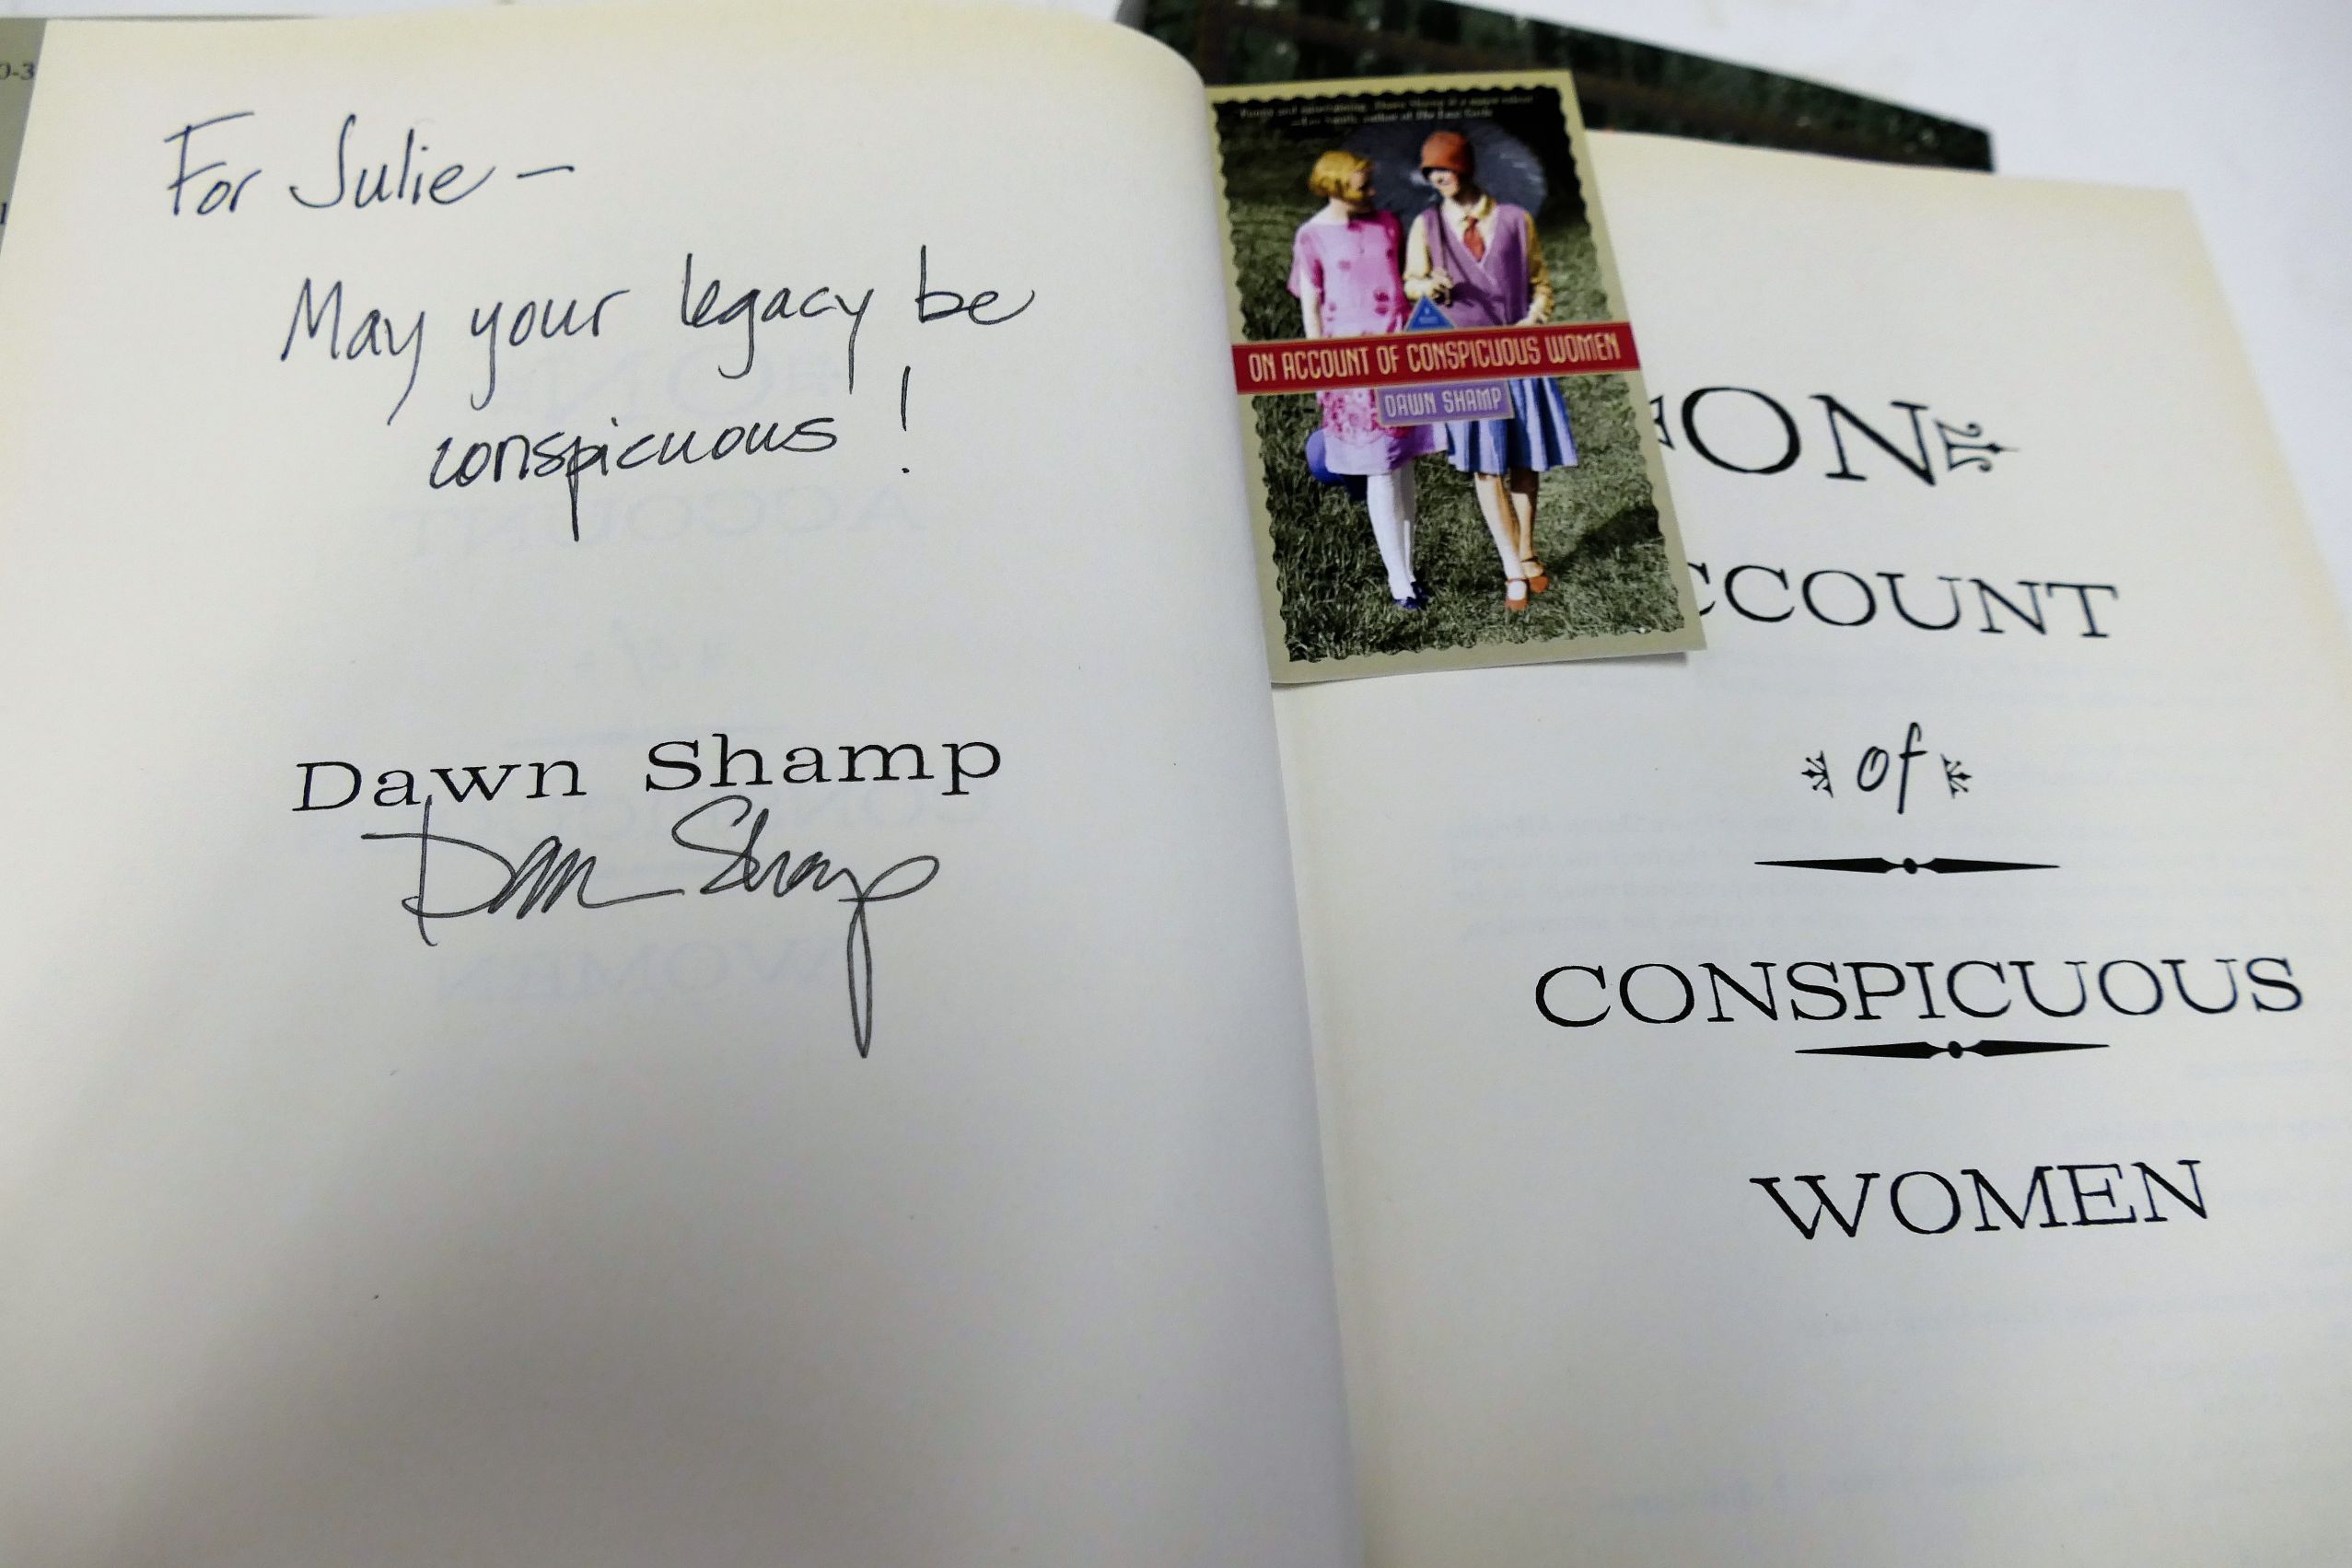 For Julie –
May your legacy be
conspicuous!
Dawn Shamp
Dawn Shamp
ON ACCOUNT OF CONSPICUOUS WOMEN
DAWN SHAMP
ON
CCOUNT
of
CONSPICUOUS
WOMEN